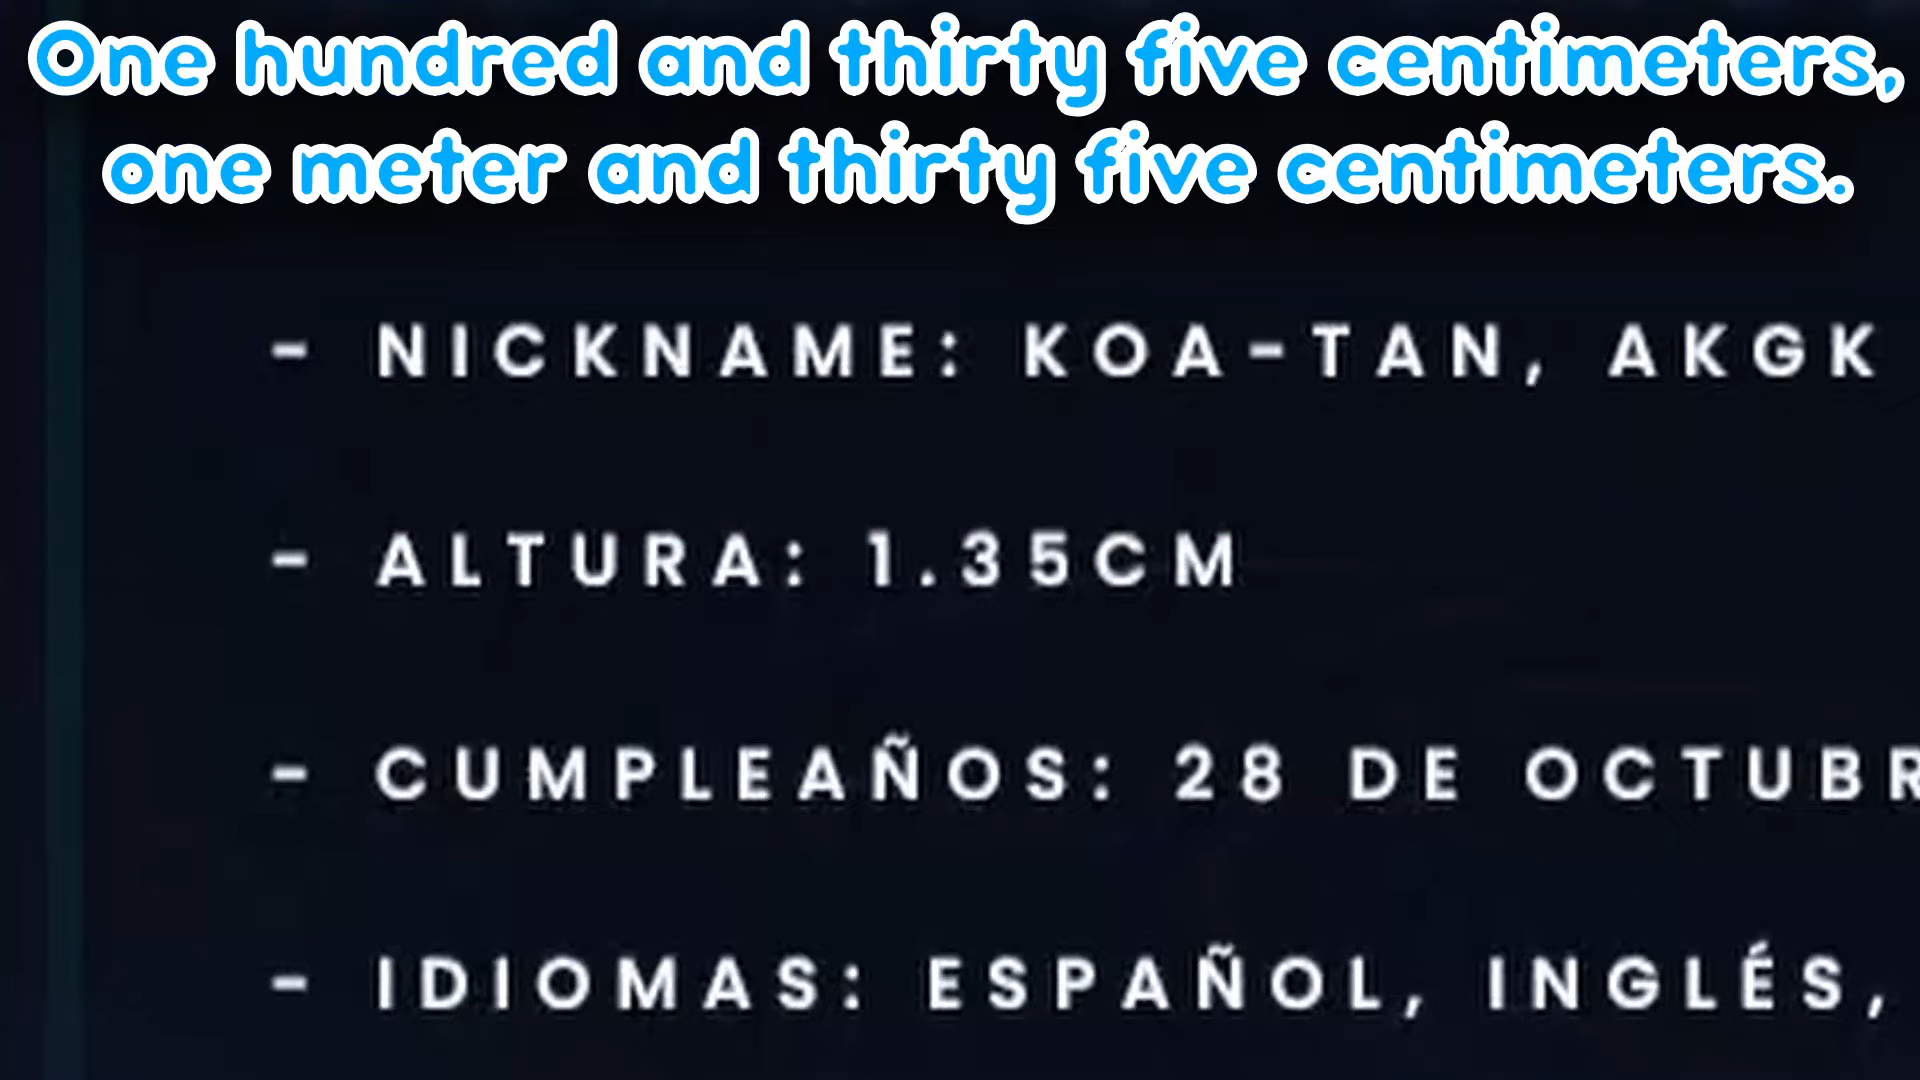 One hundred and thirty five centimeters,
one meter and thirty five centimeters.
- NICKNAME: KOA-TAN, AKGK
- ALTURA: 1.35CM
- CUMPLEAÑOS: 28 DE OCTUBR
- IDIOMAS: ESPAÑOL, INGLÉS,